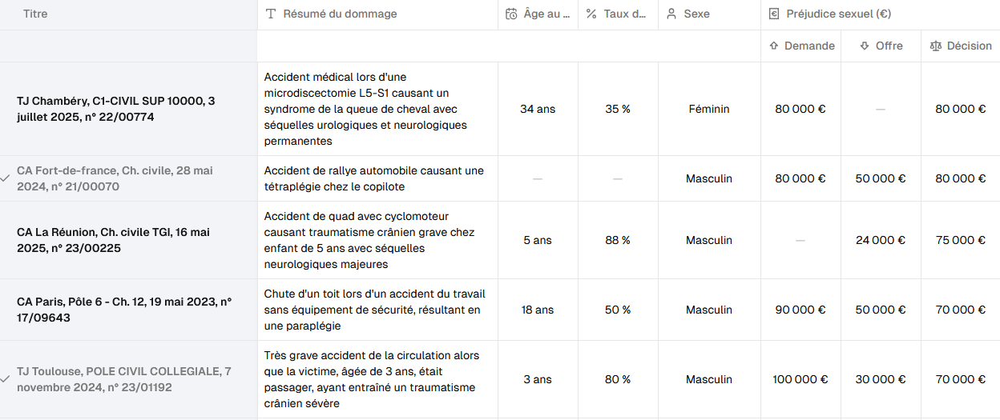 Titre
Résumé du dommage
Âge au ...
Taux d...
Sexe
Préjudice sexuel (€)
Demande
Offre
Décision
TJ Chambéry, C1-CIVIL SUP 10000, 3
juillet 2025, n° 22/00774
Accident médical lors d'une
microdiscectomie L5-S1 causant un
syndrome de la queue de cheval avec
séquelles urologiques et neurologiques
permanentes
34 ans
35 %
Féminin
80 000 €
—
80 000 €
CA Fort-de-france, Ch. civile, 28 mai
2024, n° 21/00070
Accident de rallye automobile causant une
tétraplégie chez le copilote
—
—
Masculin
80 000 €
50 000 €
80 000 €
CA La Réunion, Ch. civile TGI, 16 mai
2025, n° 23/00225
Accident de quad avec cyclomoteur
causant traumatisme crânien grave chez
enfant de 5 ans avec séquelles
neurologiques majeures
5 ans
88 %
Masculin
—
24 000 €
75 000 €
CA Paris, Pôle 6 - Ch. 12, 19 mai 2023, n°
17/09643
Chute d'un toit lors d'un accident du travail
sans équipement de sécurité, résultant en
une paraplégie
18 ans
50 %
Masculin
90 000 €
50 000 €
70 000 €
TJ Toulouse, POLE CIVIL COLLEGIALE, 7
novembre 2024, n° 23/01192
Très grave accident de la circulation alors
que la victime, âgée de 3 ans, était
passager, ayant entraîné un traumatisme
crânien sévère
3 ans
80 %
Masculin
100 000 €
30 000 €
70 000 €